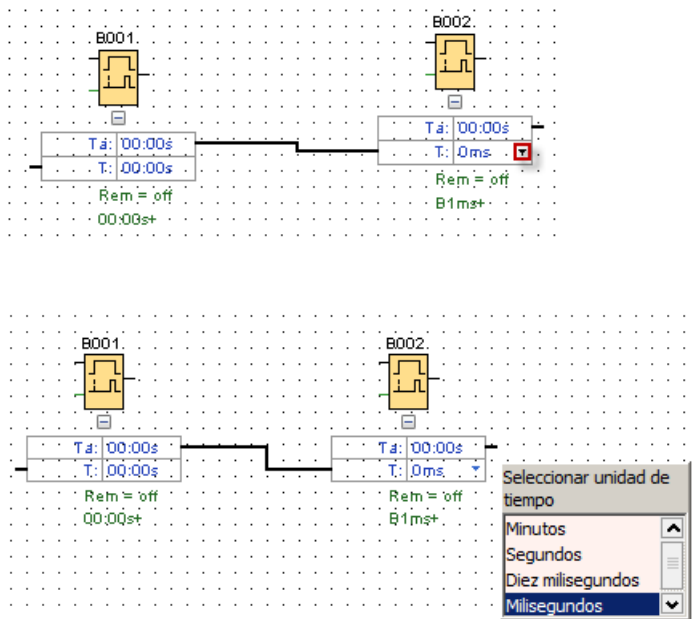 B001
B002
Ta: 00:00s
T: 00:00s
Rem = off
00:00s+
Ta: 00:00s
T: 0ms
Rem = off
B1ms+
B001
B002
Ta: 00:00s
T: 00:00s
Rem = off
00:00s+
Ta: 00:00s
T: 0ms
Rem = off
B1ms+
Seleccionar unidad de
tiempo
Minutos
Segundos
Diez milisegundos
Milisegundos